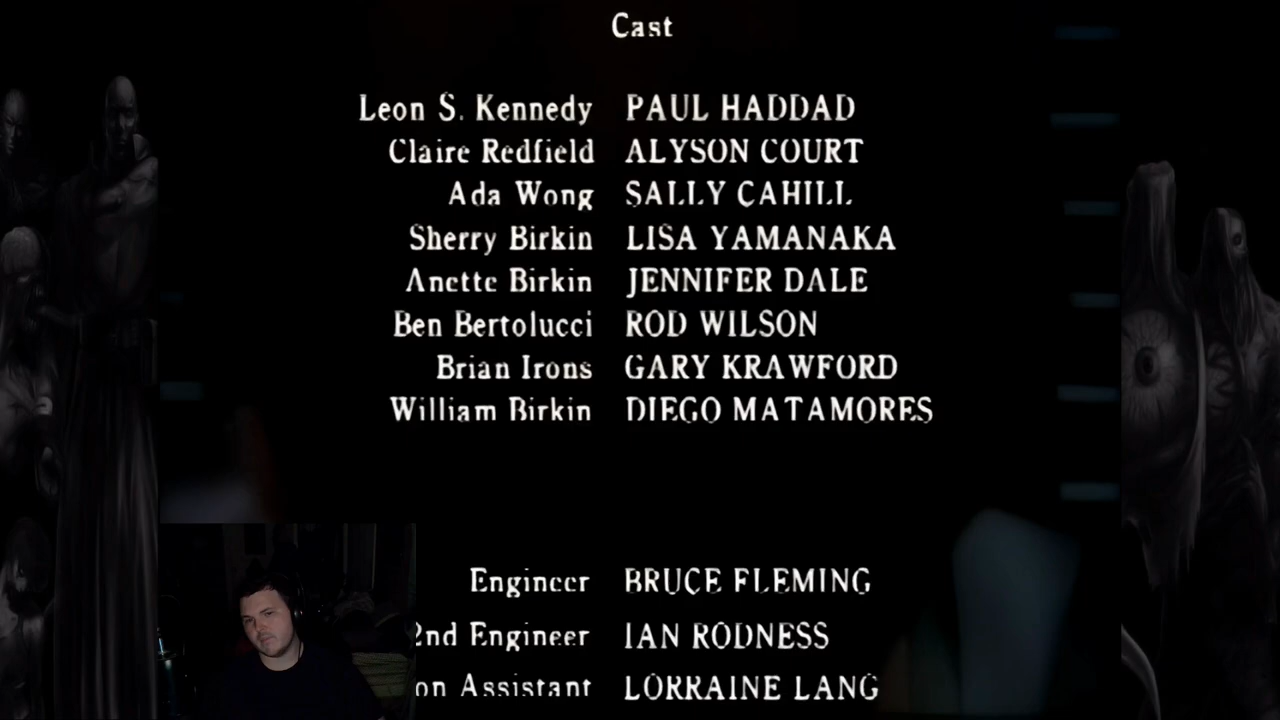 Cast
Leon S. Kennedy PAUL HADDAD
Claire Redfield ALYSON COURT
Ada Wong SALLY CAHILL
Sherry Birkin LISA YAMANAKA
Anette Birkin JENNIFER DALE
Ben Bertolucci ROD WILSON
Brian Irons GARY KRAWFORD
William Birkin DIEGO MATAMORES
Engineer BRUCE FLEMING
2nd Engineer IAN RODNESS
on Assistant LORRAINE LANG